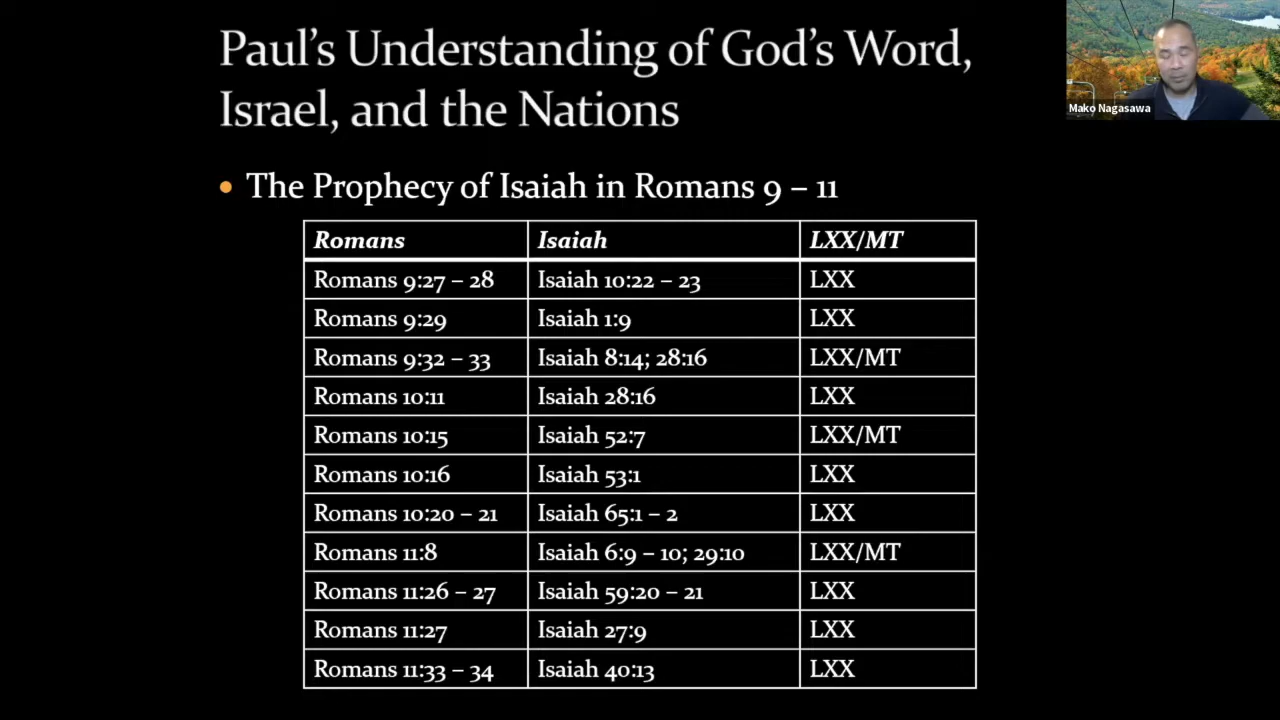 Paul's Understanding of God's Word,
Israel, and the Nations
Mako Nagasawa
• The Prophecy of Isaiah in Romans 9 – 11
Romans Isaiah LXX/MT
Romans 9:27 – 28 Isaiah 10:22 – 23 LXX
Romans 9:29 Isaiah 1:9 LXX
Romans 9:32 – 33 Isaiah 8:14; 28:16 LXX/MT
Romans 10:11 Isaiah 28:16 LXX
Romans 10:15 Isaiah 52:7 LXX/MT
Romans 10:16 Isaiah 53:1 LXX
Romans 10:20 – 21 Isaiah 65:1 – 2 LXX
Romans 11:8 Isaiah 6:9 – 10; 29:10 LXX/MT
Romans 11:26 – 27 Isaiah 59:20 – 21 LXX
Romans 11:27 Isaiah 27:9 LXX
Romans 11:33 – 34 Isaiah 40:13 LXX